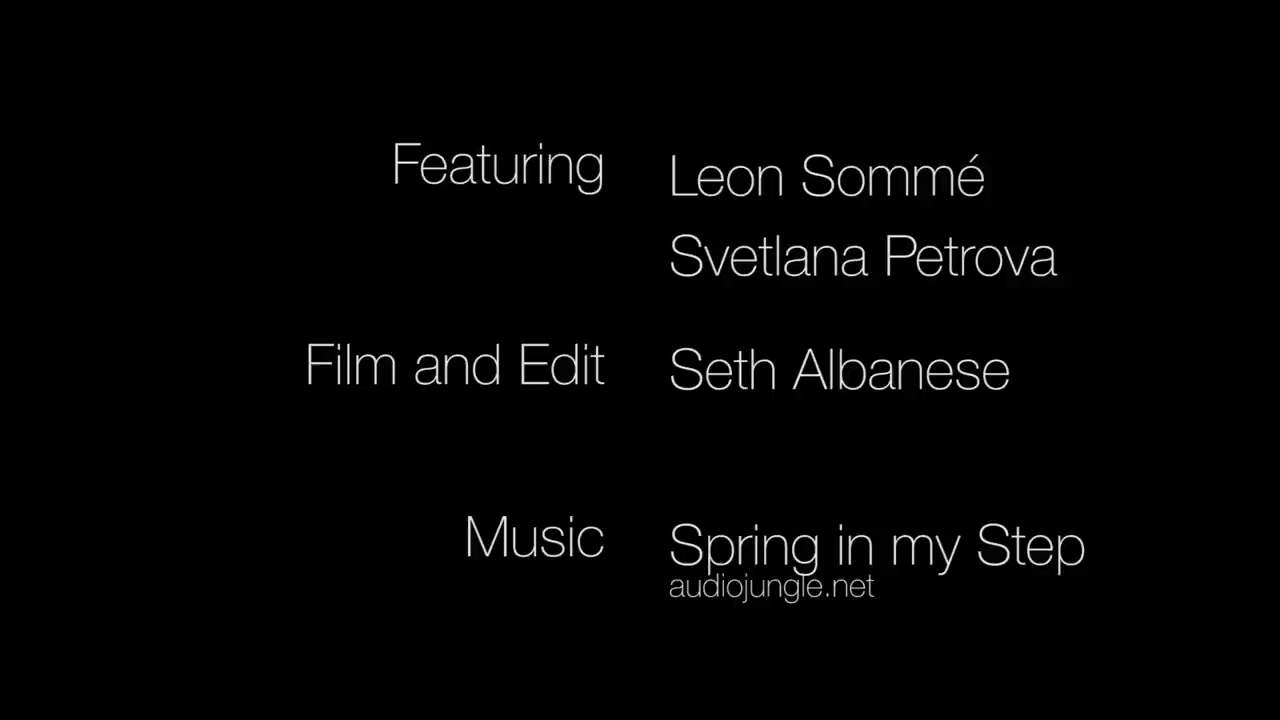 Featuring Leon Sommé
Svetlana Petrova
Film and Edit Seth Albanese
Music Spring in my Step
audiojungle.net